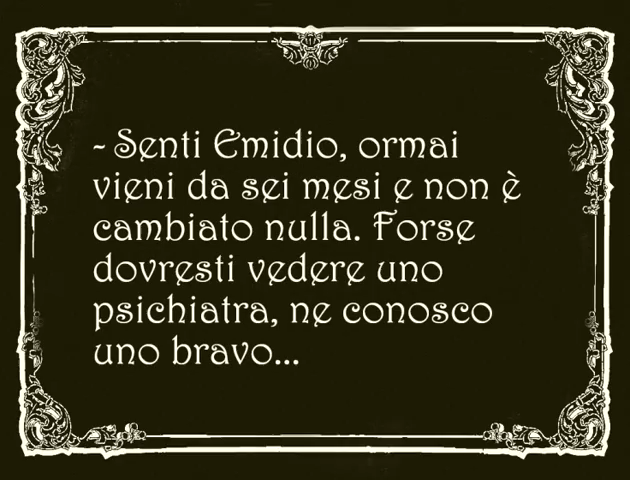 - Senti Emidio, ormai
vieni da sei mesi e non è
cambiato nulla. Forse
dovresti vedere uno
psichiatra, ne conosco
uno bravo...